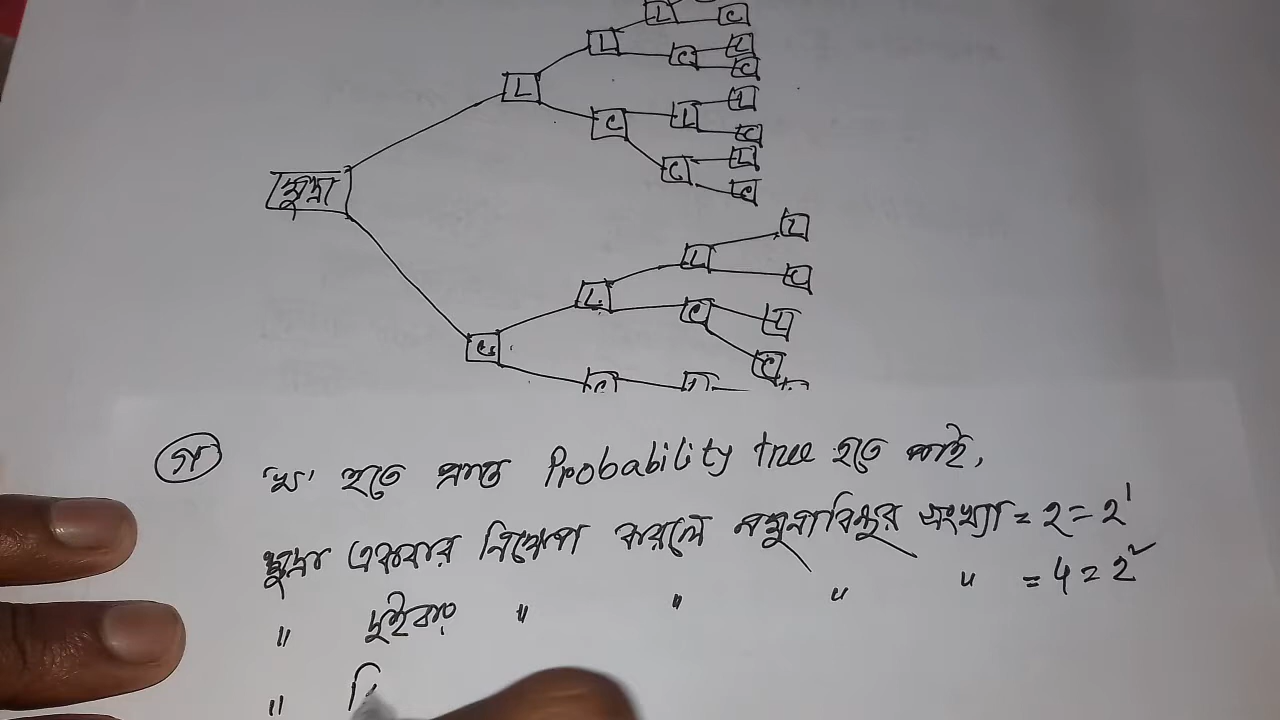 L C
L L
C C
L L
C L
মুদ্রা C
L
C C
L
L
L C
C L
C
C
C L
গ 'খ' হতে প্রাপ্ত Probability tree হতে পাই,
মুদ্রা একবার নিক্ষেপ করলে নমুনাবিন্দুর সংখ্যা = 2 = 2¹
" দুইবার " " " " = 4 = 2²
" তি